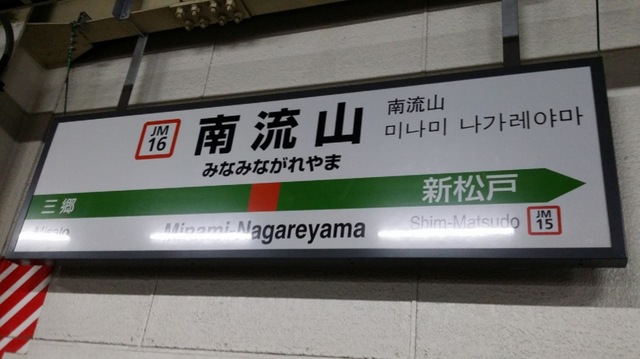 JM
16
南流山
みなみながれやま
南流山
미나미 나가레야마
三郷
新松戸
Misato
Minami-Nagareyama
Shim-Matsudo
JM
15